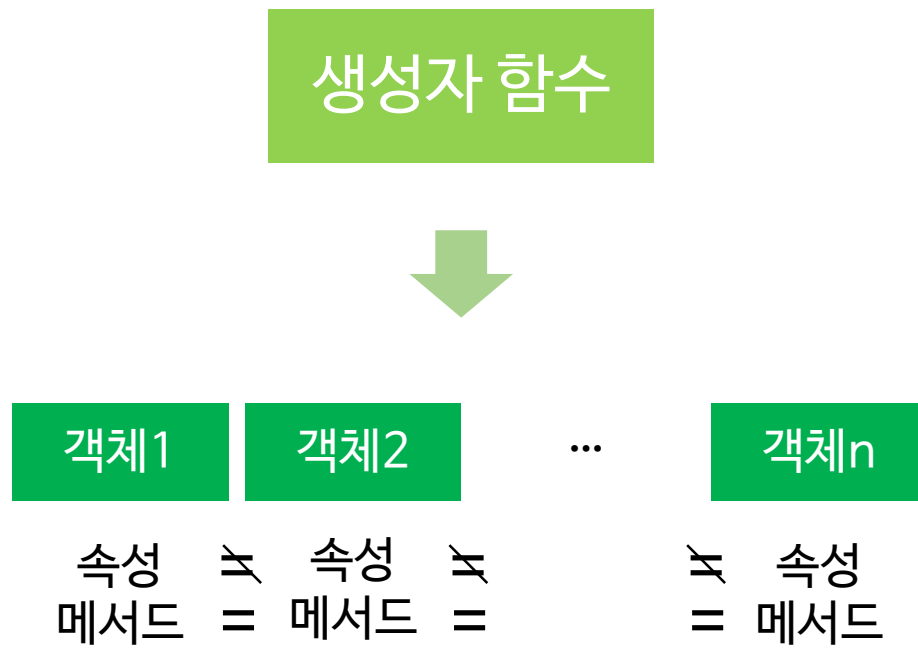 생성자 함수
객체1 객체2 ... 객체n
속성 ≠ 속성 ≠ ≠ 속성
메서드 = 메서드 = = 메서드